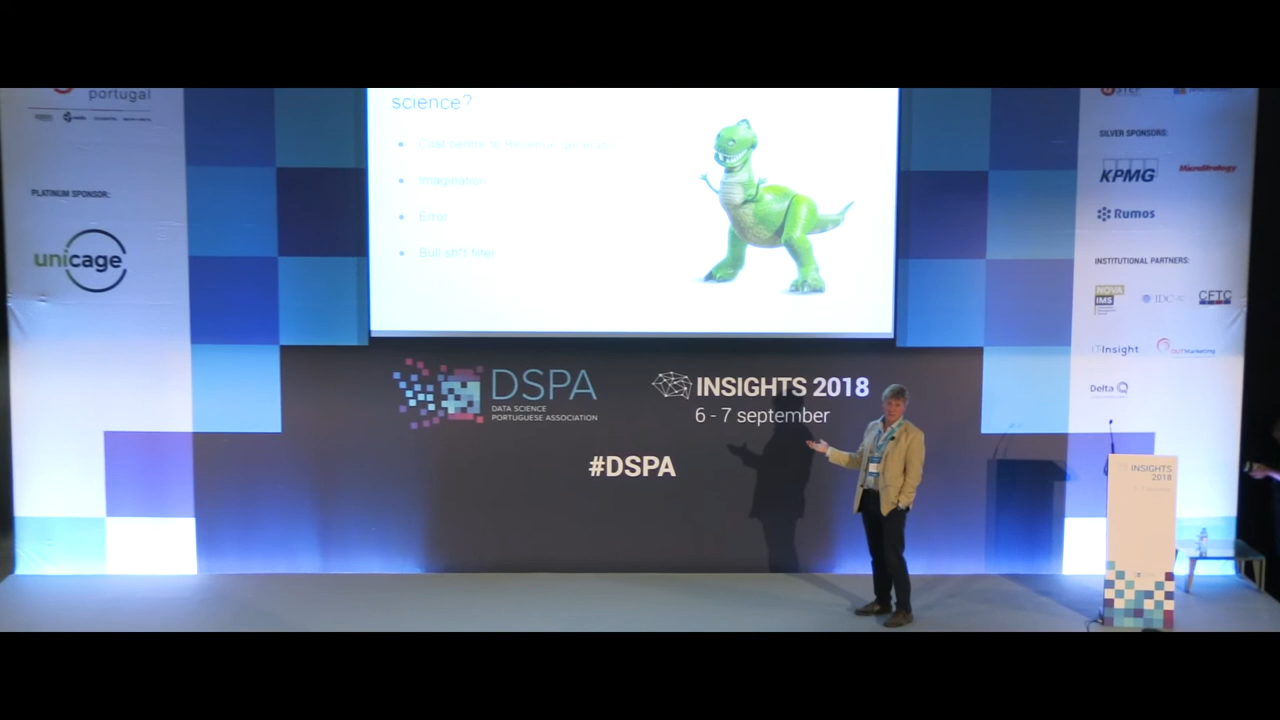 portugal
PLATINUM SPONSOR:
unicage
science?
Cost centre to Revenue
Imagination
Error
Bull sh*t filter
DSPA
DATA SCIENCE
PORTUGUESE ASSOCIATION
INSIGHTS 2018
6 - 7 september
#DSPA
SILVER SPONSORS:
KPMG
MicroStrategy
Rumos
INSTITUTIONAL PARTNERS:
NOVA
IMS
IDC
CFTC
ITInsight
Delta
INSIGHTS
2018